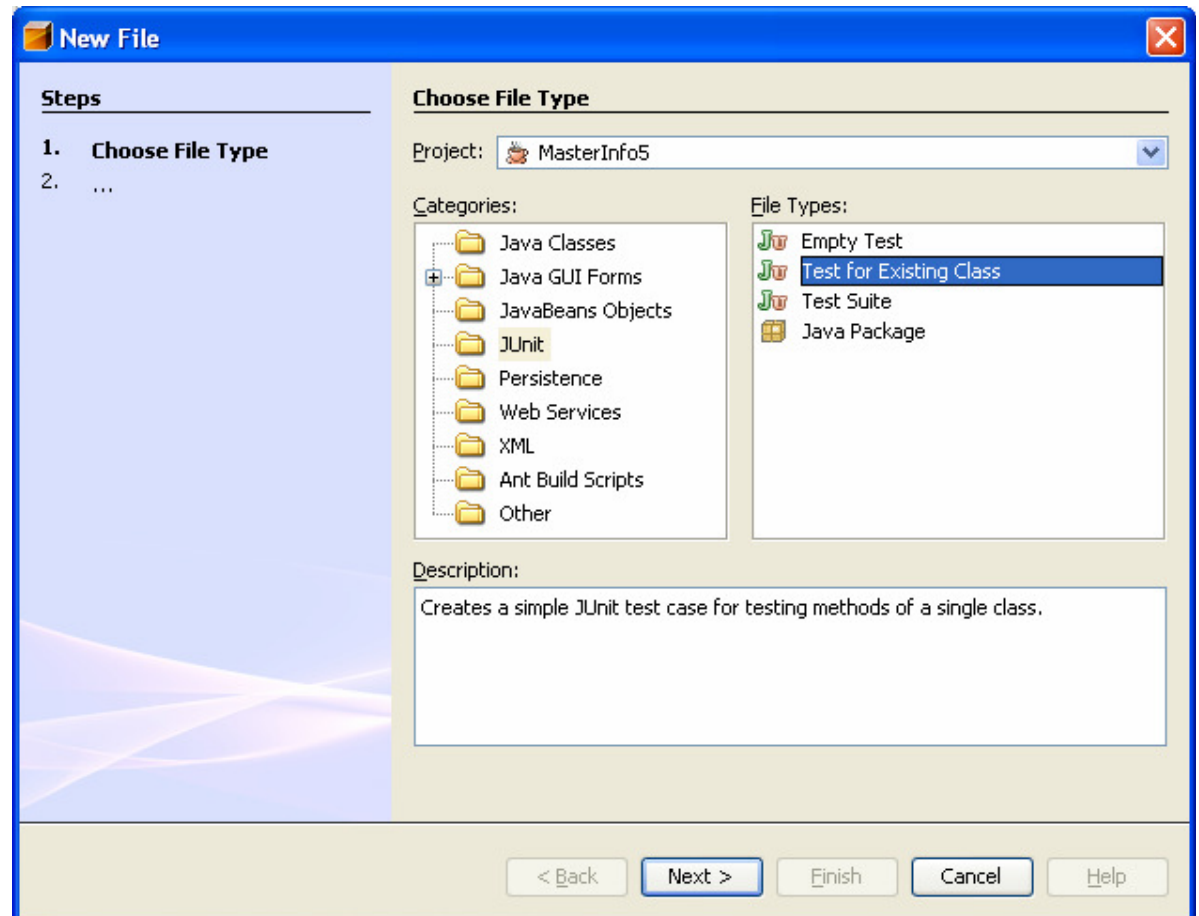 New File
Steps
1. Choose File Type
2. ...
Choose File Type
Project: MasterInfo5
Categories:
Java Classes
Java GUI Forms
JavaBeans Objects
JUnit
Persistence
Web Services
XML
Ant Build Scripts
Other
File Types:
Empty Test
Test for Existing Class
Test Suite
Java Package
Description:
Creates a simple JUnit test case for testing methods of a single class.
< Back Next > Finish Cancel Help